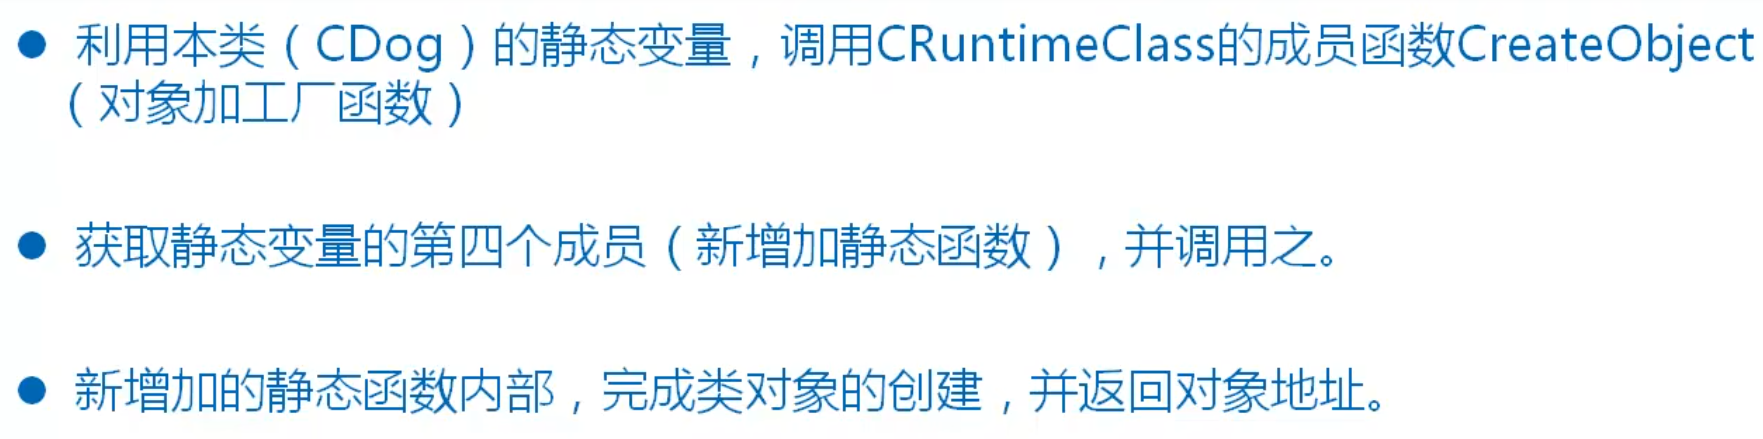 ● 利用本类（CDog）的静态变量，调用CRuntimeClass的成员函数CreateObject
（对象加工厂函数）
● 获取静态变量的第四个成员（新增加静态函数），并调用之。
● 新增加的静态函数内部，完成类对象的创建，并返回对象地址。